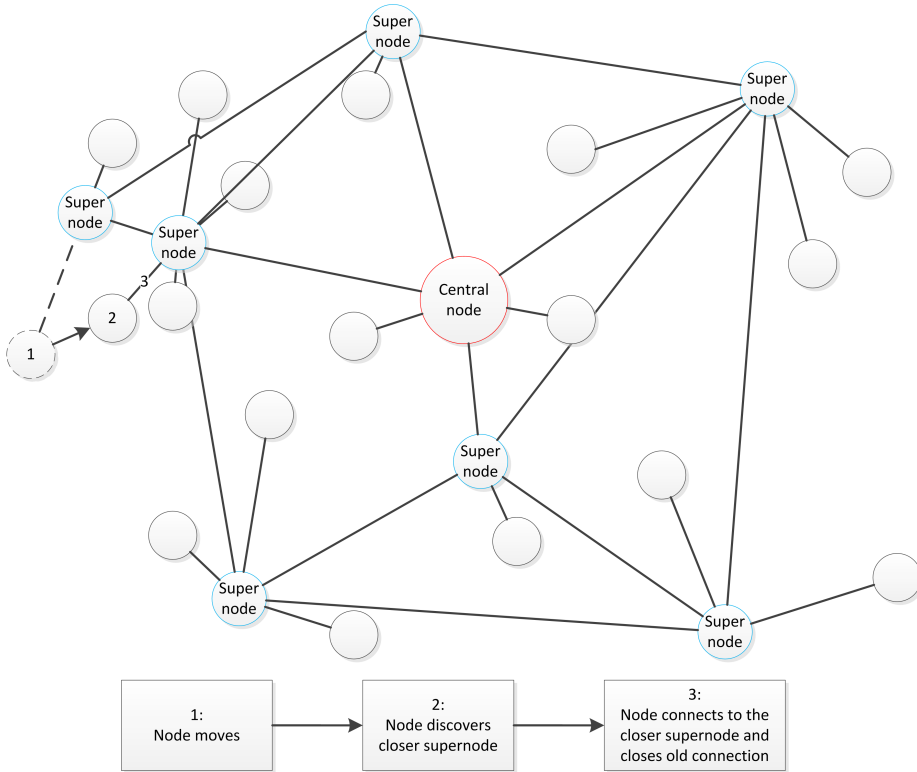 Super
node
Super
node
Super
node
Super
node
3
Central
node
2
1
Super
node
Super
node
Super
node
1:
Node moves
2:
Node discovers
closer supernode
3:
Node connects to the
closer supernode and
closes old connection